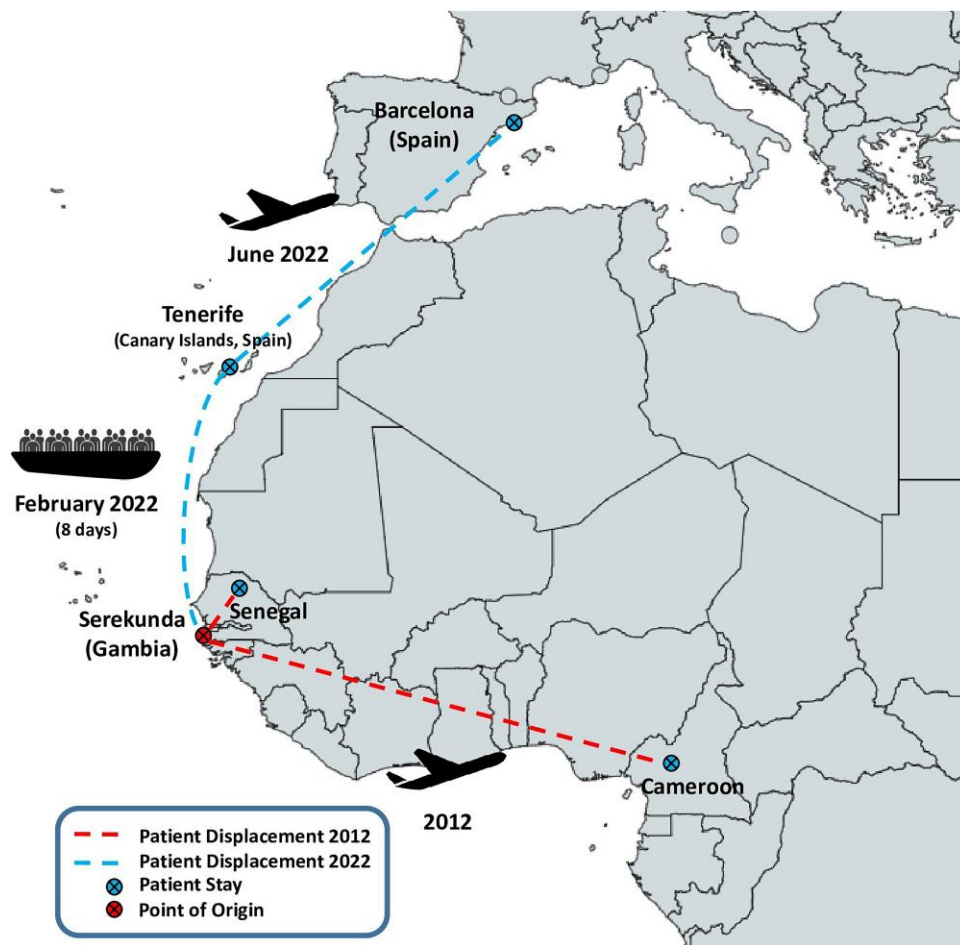 Barcelona
(Spain)
June 2022
Tenerife
(Canary Islands, Spain)
February 2022
(8 days)
Senegal
Serekunda
(Gambia)
Cameroon
2012
Patient Displacement 2012
Patient Displacement 2022
Patient Stay
Point of Origin